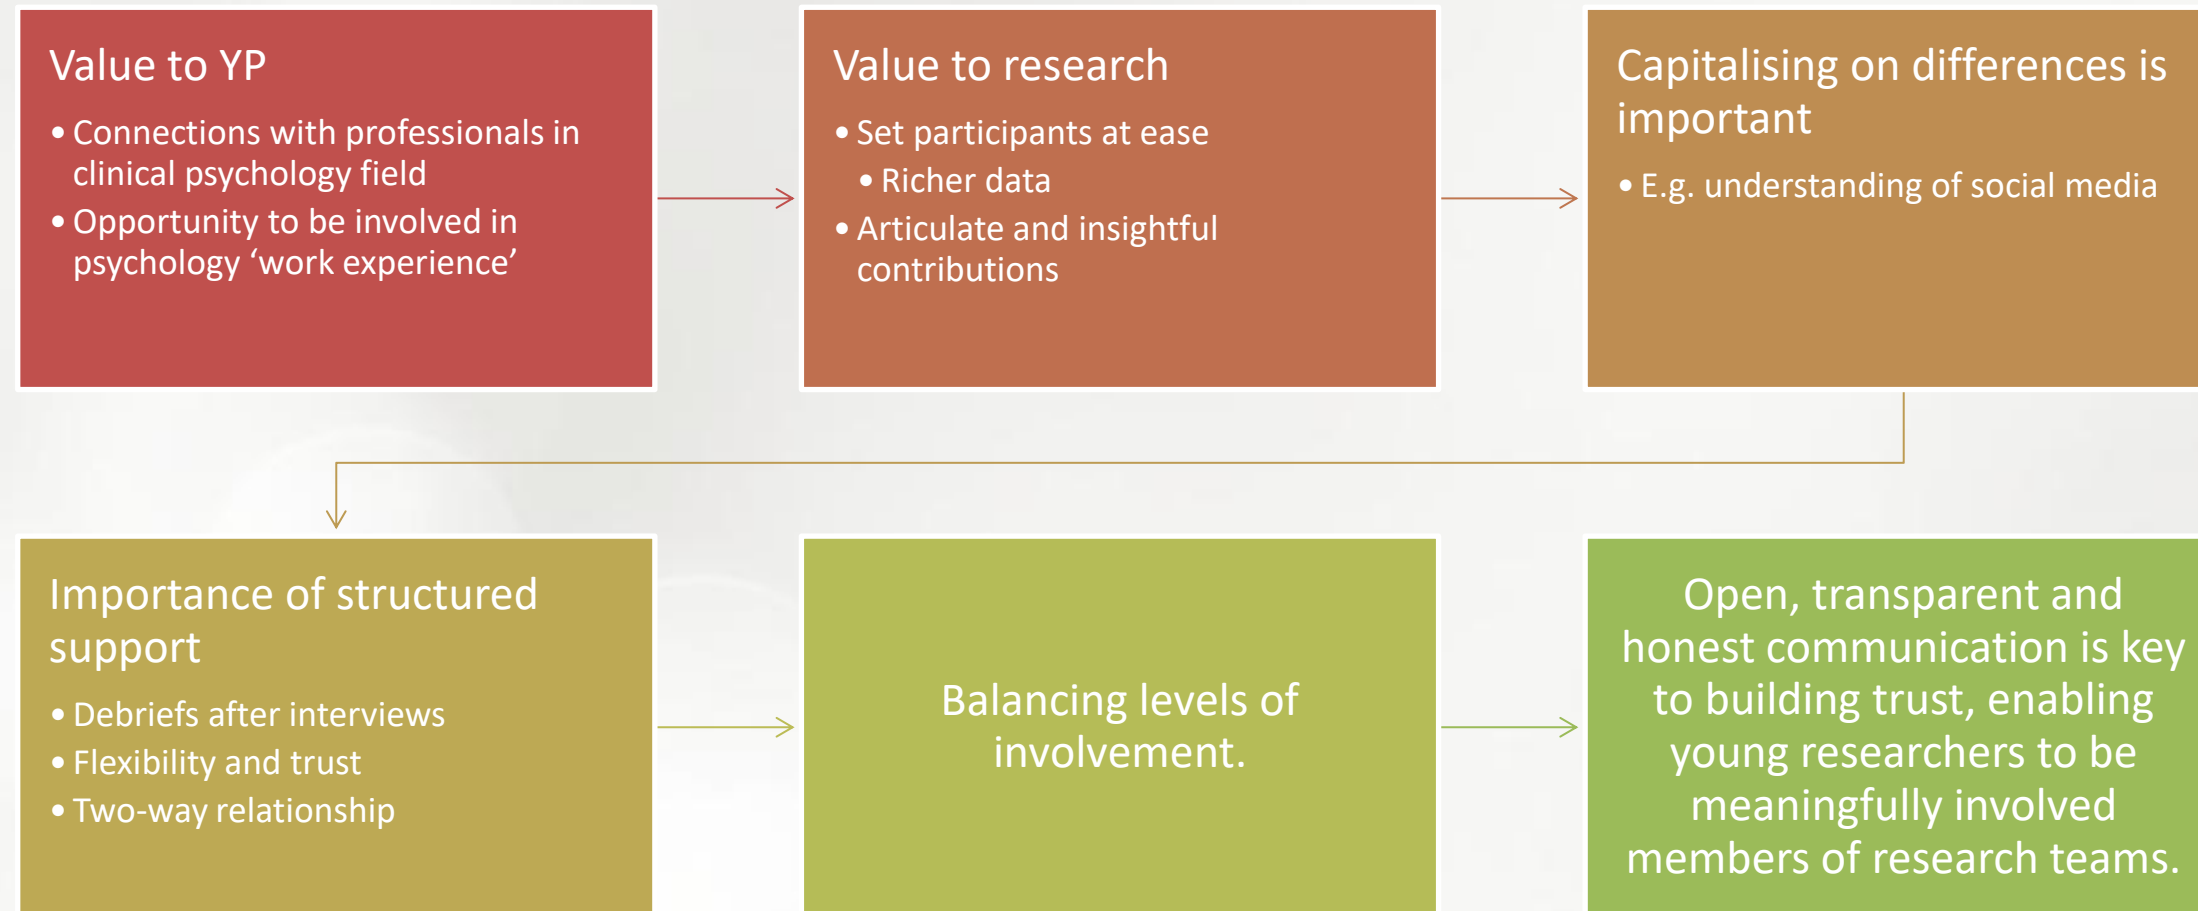 Value to YP
• Connections with professionals in
clinical psychology field
• Opportunity to be involved in
psychology ‘work experience’
Value to research
• Set participants at ease
• Richer data
• Articulate and insightful
contributions
Capitalising on differences is
important
• E.g. understanding of social media
Importance of structured
support
• Debriefs after interviews
• Flexibility and trust
• Two-way relationship
Balancing levels of
involvement.
Open, transparent and
honest communication is key
to building trust, enabling
young researchers to be
meaningfully involved
members of research teams.